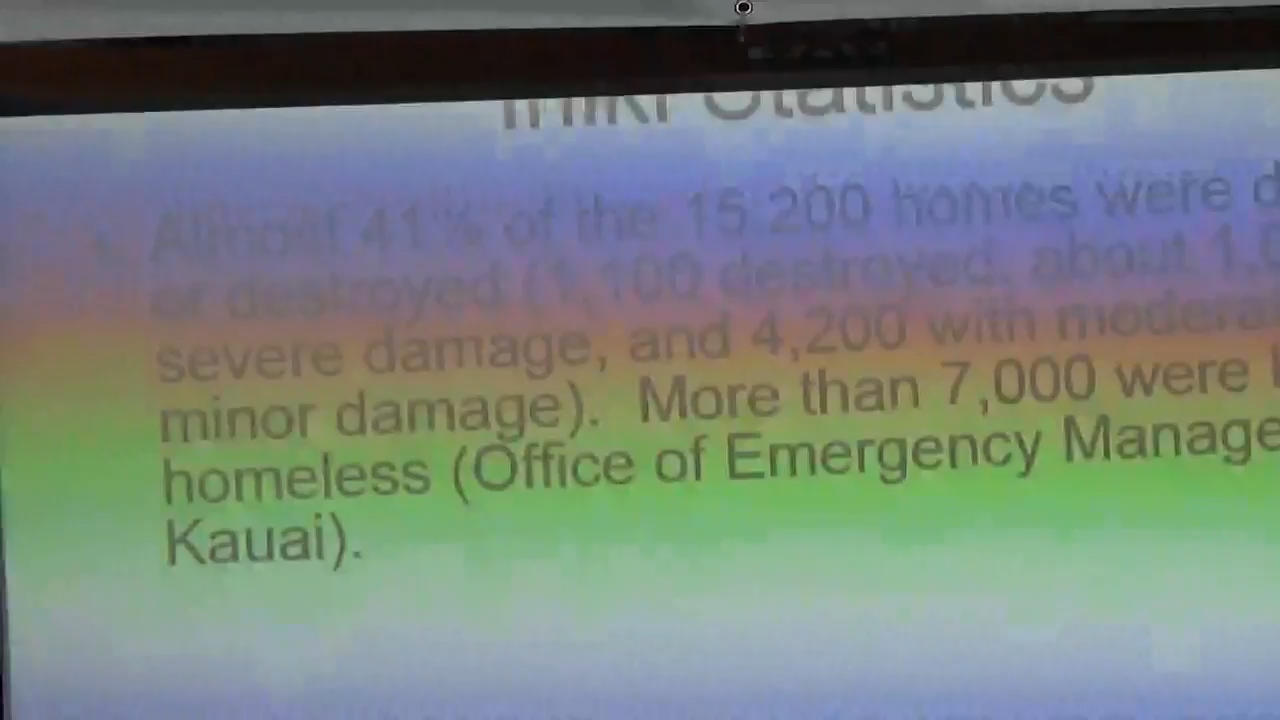 Iniki Statistics
Almost 41% of the 15,200 homes were d
or destroyed (1,100 destroyed, about 1,0
severe damage, and 4,200 with modera
minor damage). More than 7,000 were l
homeless (Office of Emergency Manage
Kauai).